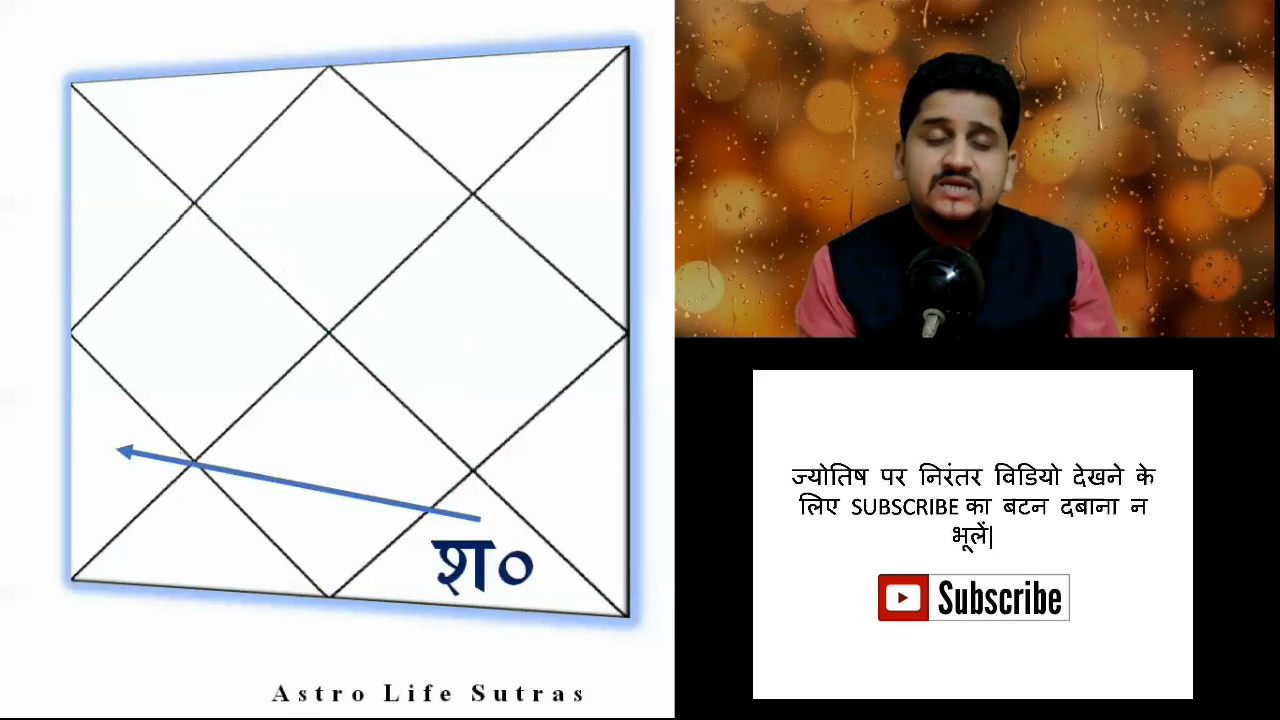 श०
Astro Life Sutras
ज्योतिष पर निरंतर विडियो देखने के
लिए SUBSCRIBE का बटन दबाना न
भूलें|
Subscribe